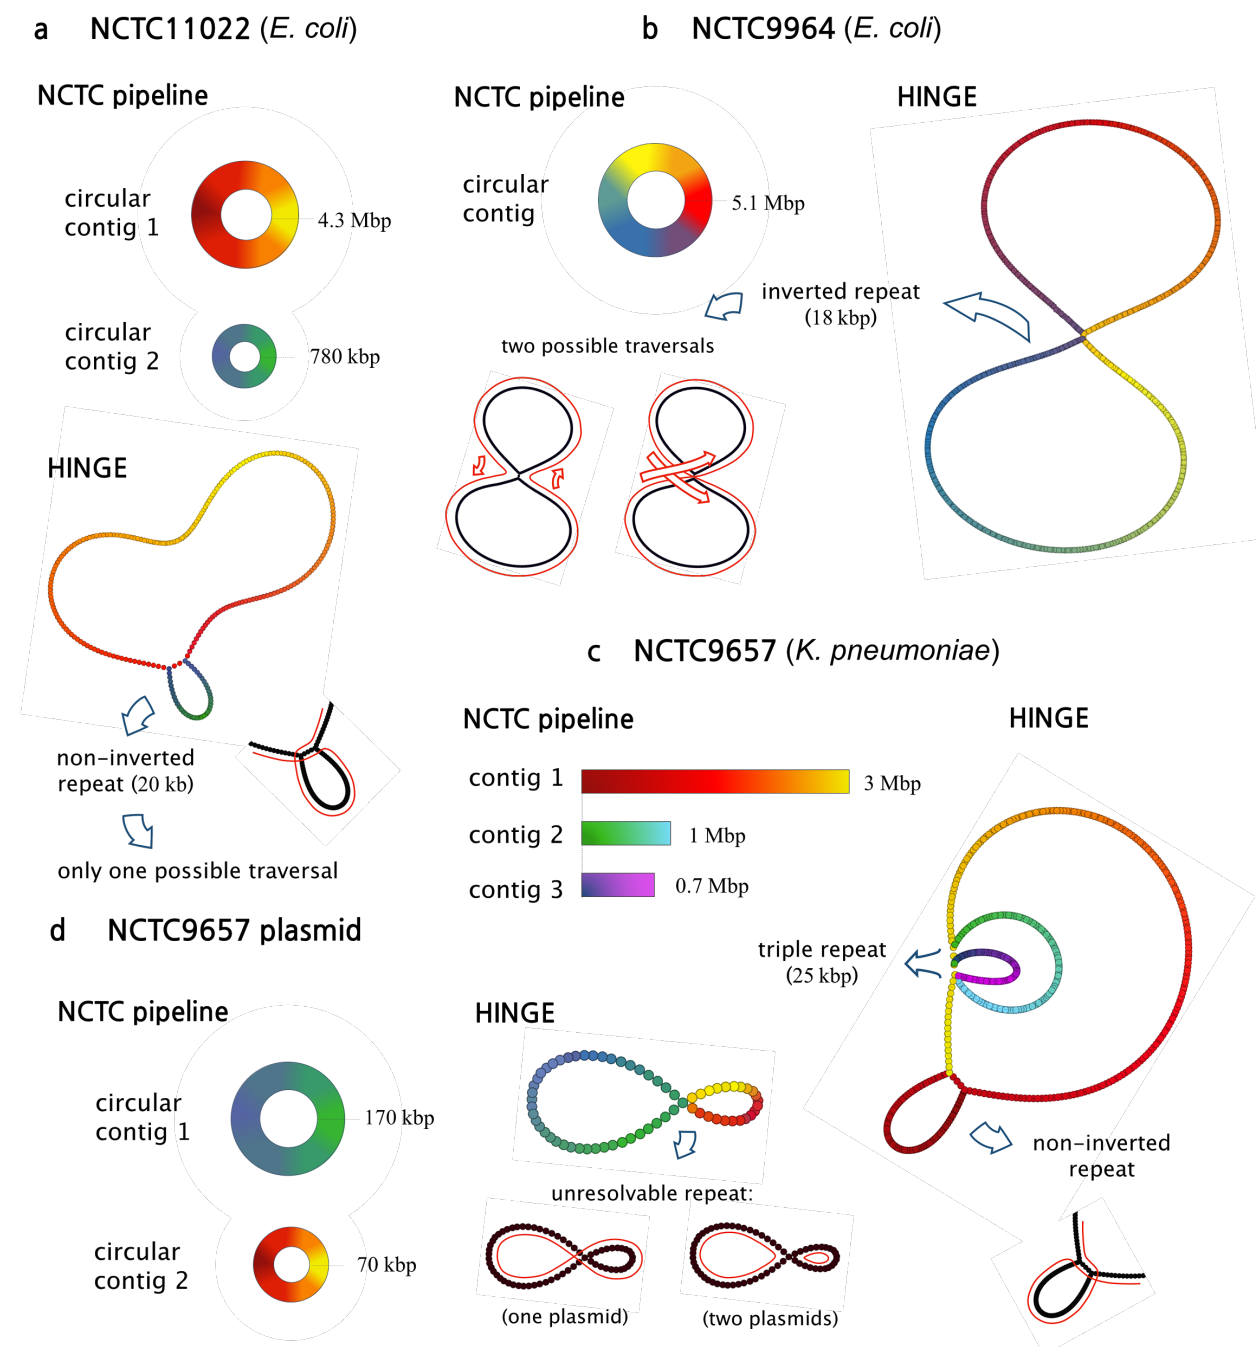 a NCTC11022 (E. coli)
NCTC pipeline
circular
contig 1
4.3 Mbp
circular
contig 2
780 kbp
HINGE
non-inverted
repeat (20 kb)
only one possible traversal
b NCTC9964 (E. coli)
NCTC pipeline
circular
contig
5.1 Mbp
HINGE
inverted repeat
(18 kbp)
two possible traversals
c NCTC9657 (K. pneumoniae)
NCTC pipeline
contig 1
3 Mbp
contig 2
1 Mbp
contig 3
0.7 Mbp
HINGE
triple repeat
(25 kbp)
non-inverted
repeat
d NCTC9657 plasmid
NCTC pipeline
circular
contig 1
170 kbp
circular
contig 2
70 kbp
HINGE
unresolvable repeat:
(one plasmid)
(two plasmids)